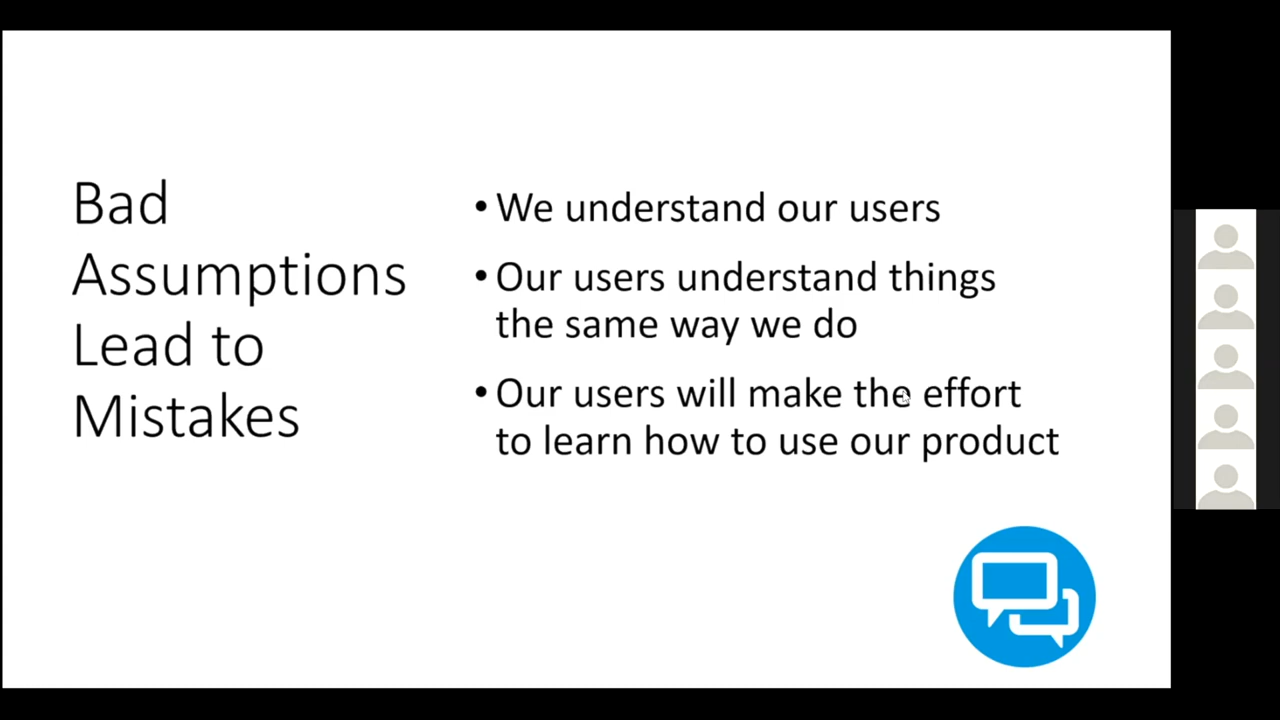 Bad
Assumptions
Lead to
Mistakes
• We understand our users
• Our users understand things
the same way we do
• Our users will make the effort
to learn how to use our product